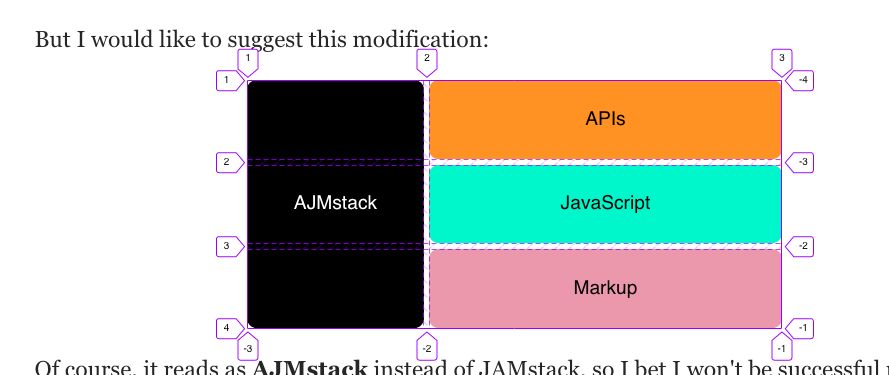 But I would like to suggest this modification:
1 2 3
1 -4
APIs
2 -3
AJMstack JavaScript
3 -2
Markup
4 -1
-3 -2 -1
Of course, it reads as AJMstack instead of JAMstack, so I bet I won't be successful